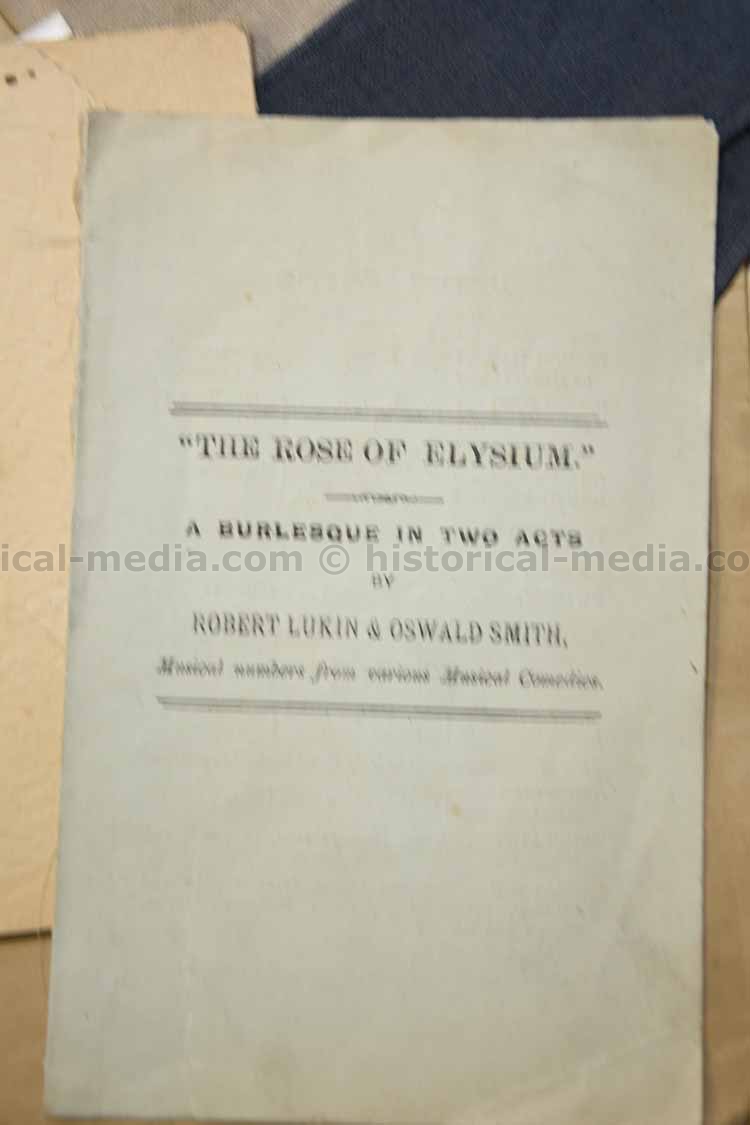 “THE ROSE OF ELYSIUM.”
A BURLESQUE IN TWO ACTS
ical-media.com © historical-media.co
BY
ROBERT LUKIN & OSWALD SMITH,
Musical numbers from various Musical Comedies.